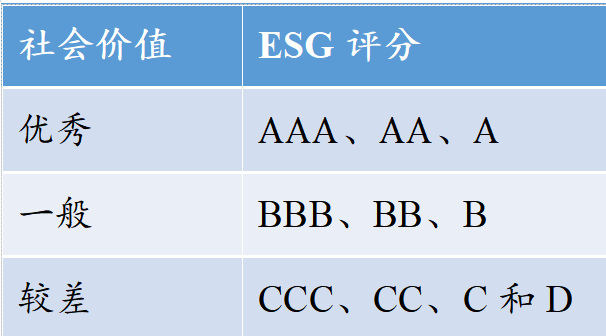 社会价值 ESG 评分
优秀 AAA、AA、A
一般 BBB、BB、B
较差 CCC、CC、C 和 D